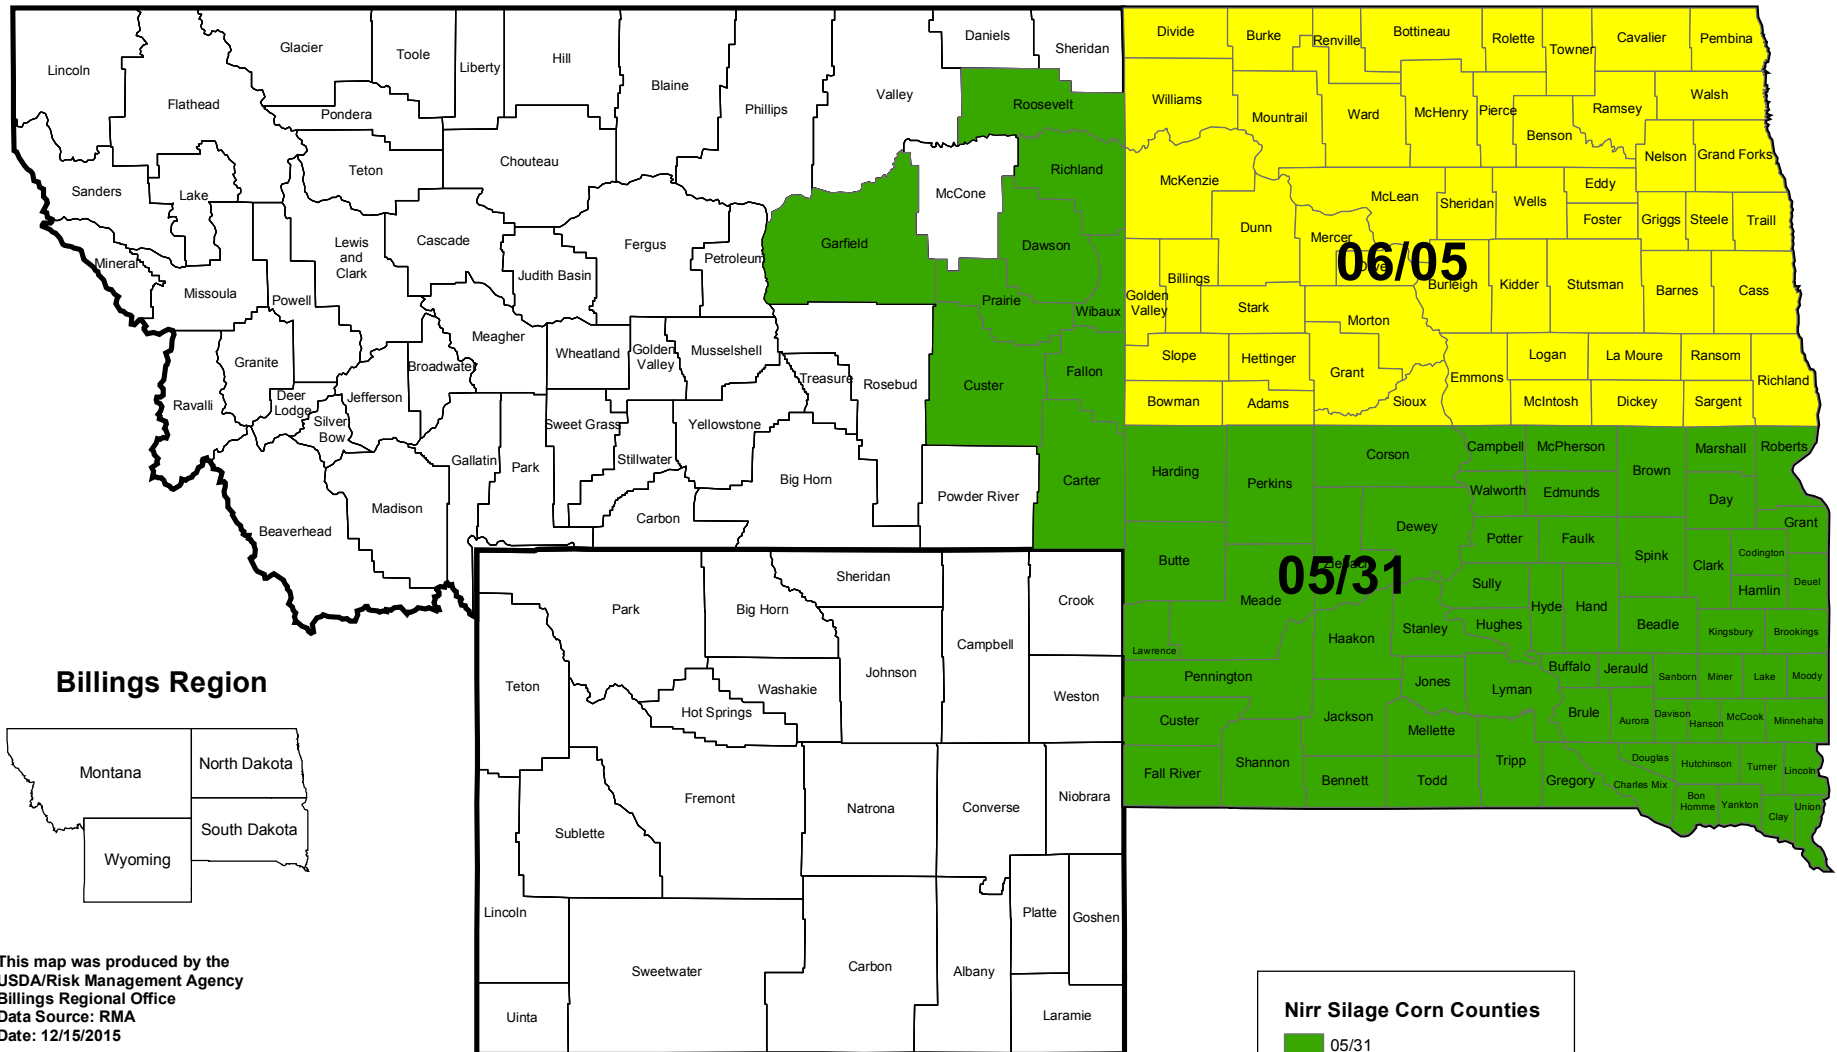 Lincoln
Flathead
Glacier
Toole
Liberty
Hill
Blaine
Phillips
Valley
Daniels
Sheridan
Roosevelt
Pondera
Teton
Chouteau
Richland
McCone
Sanders
Lake
Lewis
and
Clark
Cascade
Fergus
Garfield
Dawson
Judith Basin
Petroleum
Mineral
Missoula
Powell
Prairie
Wibaux
Meagher
Wheatland
Golden
Valley
Musselshell
Treasure
Rosebud
Custer
Fallon
Granite
Broadwater
Deer
Lodge
Jefferson
Ravalli
Silver
Bow
Sweet Grass
Yellowstone
Gallatin
Park
Stillwater
Big Horn
Powder River
Carter
Madison
Carbon
Beaverhead
Divide
Burke
Renville
Bottineau
Rolette
Towner
Cavalier
Pembina
Williams
Mountrail
Ward
McHenry
Pierce
Benson
Ramsey
Walsh
Nelson
Grand Forks
McKenzie
McLean
Sheridan
Wells
Eddy
Foster
Griggs
Steele
Traill
Dunn
Mercer
06/05
Billings
Golden
Valley
Burleigh
Kidder
Stutsman
Barnes
Cass
Stark
Morton
Slope
Hettinger
Grant
Logan
La Moure
Ransom
Emmons
Richland
Bowman
Adams
Sioux
McIntosh
Dickey
Sargent
Harding
Perkins
Corson
Campbell
McPherson
Brown
Marshall
Roberts
Walworth
Edmunds
Day
Dewey
Grant
Potter
Faulk
Spink
Clark
Codington
Butte
05/31
Meade
Sully
Hyde
Hand
Hamlin
Deuel
Haakon
Stanley
Hughes
Beadle
Kingsbury
Brookings
Lawrence
Pennington
Jones
Lyman
Buffalo
Jerauld
Sanborn
Miner
Lake
Moody
Custer
Jackson
Mellette
Brule
Aurora
Davison
Hanson
McCook
Minnehaha
Fall River
Shannon
Bennett
Todd
Tripp
Gregory
Douglas
Charles Mix
Hutchinson
Turner
Lincoln
Bon
Homme
Yankton
Clay
Union
Park
Big Horn
Sheridan
Crook
Teton
Johnson
Campbell
Weston
Washakie
Hot Springs
Fremont
Natrona
Converse
Niobrara
Sublette
Lincoln
Platte
Goshen
Sweetwater
Carbon
Albany
Uinta
Laramie
Billings Region
Montana
North Dakota
South Dakota
Wyoming
This map was produced by the
USDA/Risk Management Agency
Billings Regional Office
Data Source: RMA
Date: 12/15/2015
Nirr Silage Corn Counties
05/31